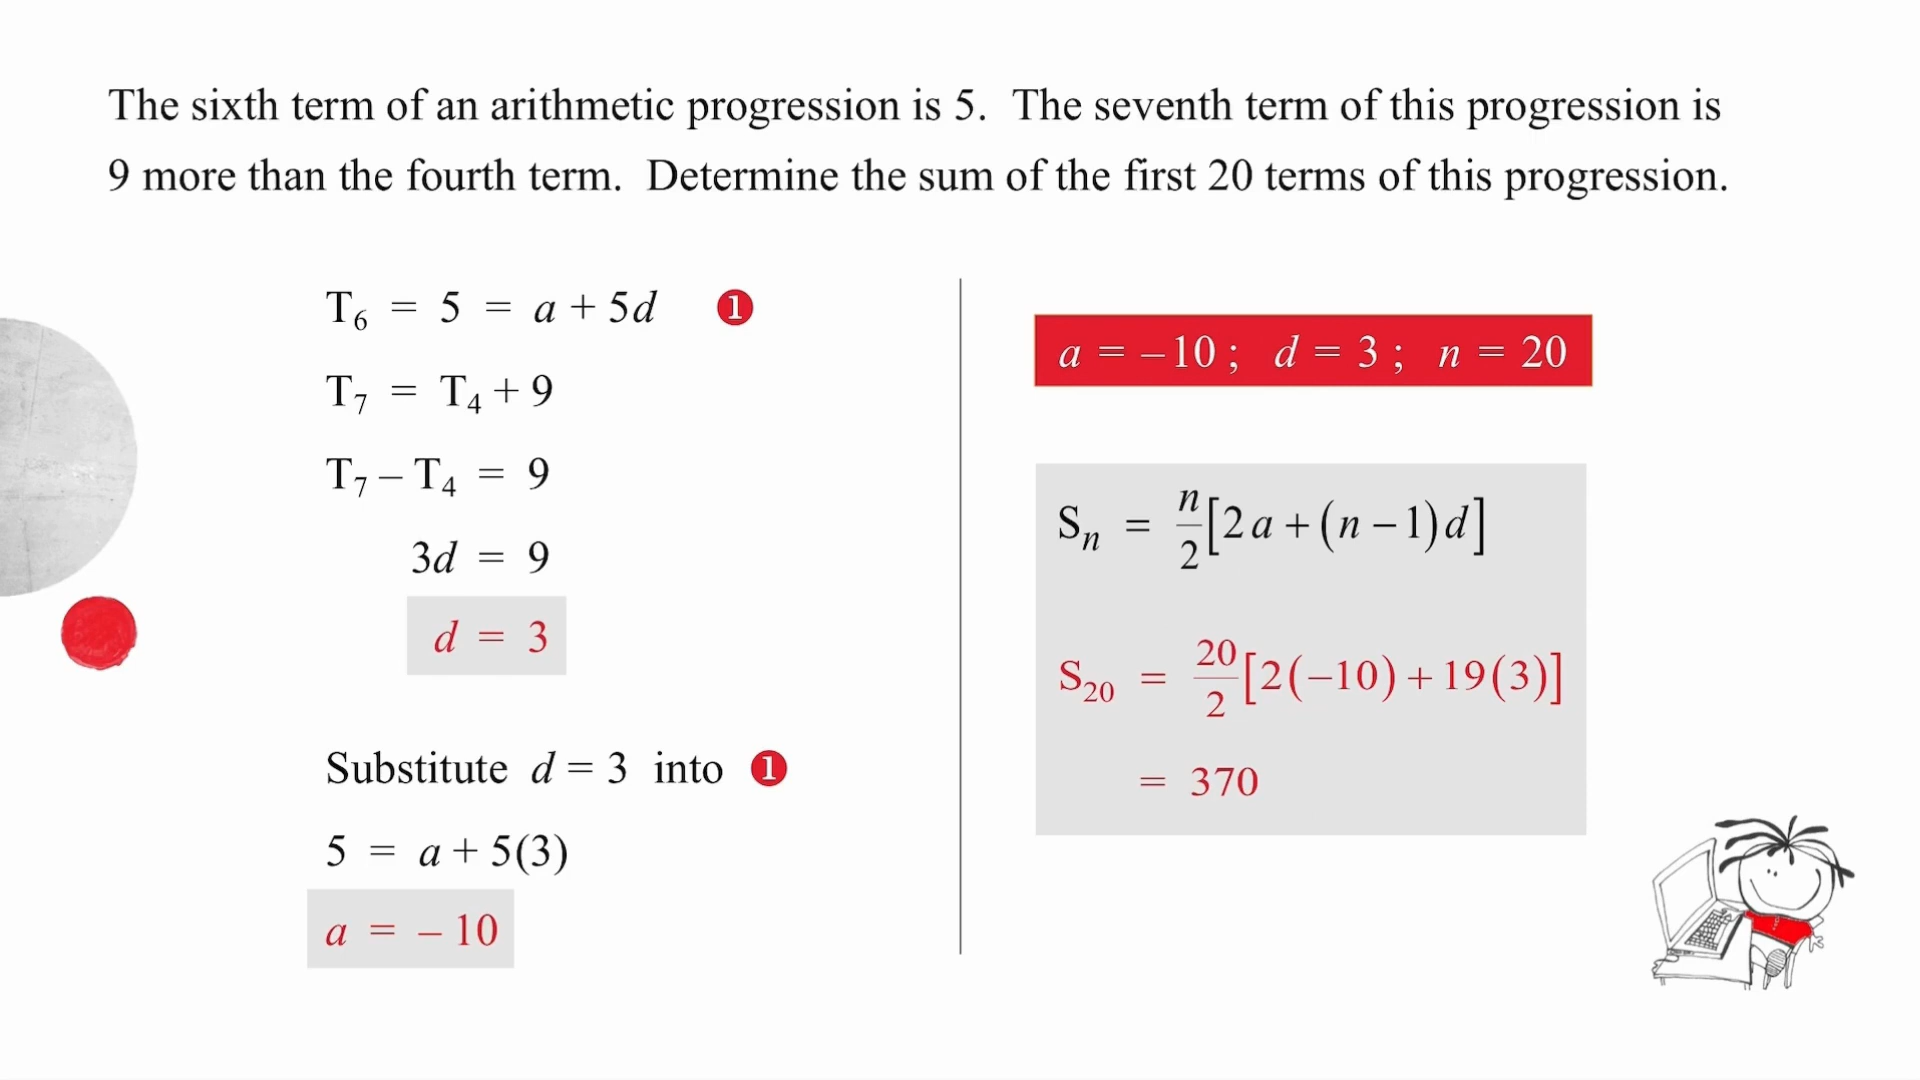 The sixth term of an arithmetic progression is 5. The seventh term of this progression is
9 more than the fourth term. Determine the sum of the first 20 terms of this progression.
T₆ = 5 = a + 5d ❶
T₇ = T₄ + 9
T₇ – T₄ = 9
3d = 9
d = 3
Substitute d = 3 into ❶
5 = a + 5(3)
a = – 10
a = –10 ; d = 3 ; n = 20
Sₙ = n/2 [2a + (n – 1)d]
S₂₀ = 20/2 [2(–10) + 19(3)]
= 370